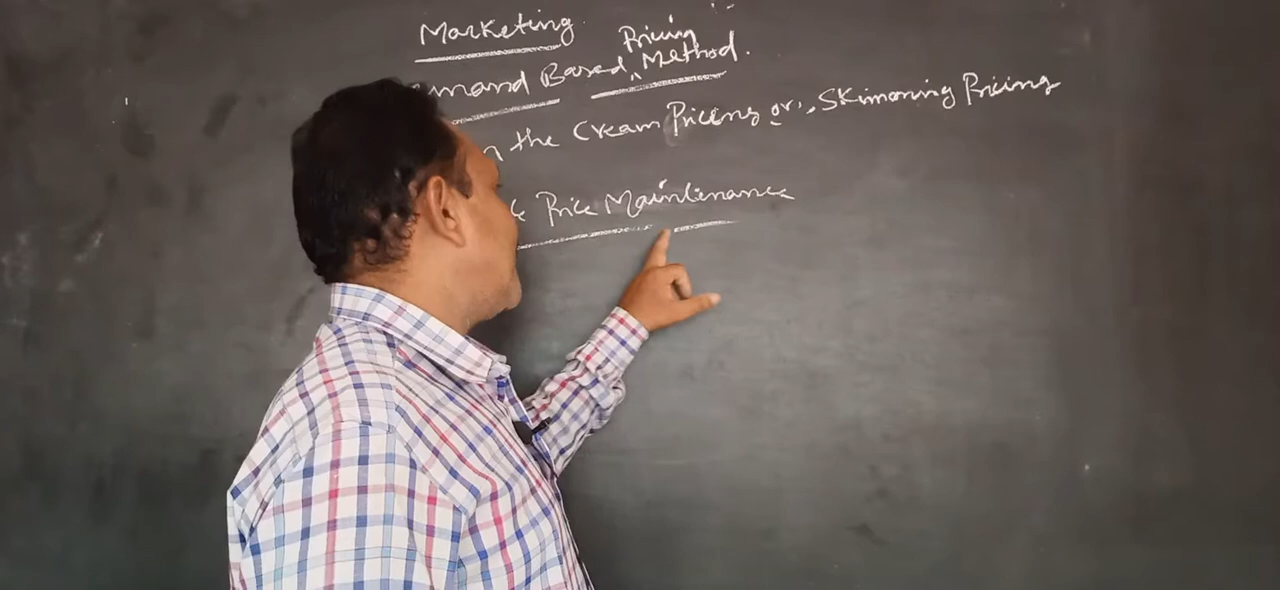 Marketing
mand Based Pricing Method.
n the Cream Pricing or, Skimming Pricing
e Price Maintenance